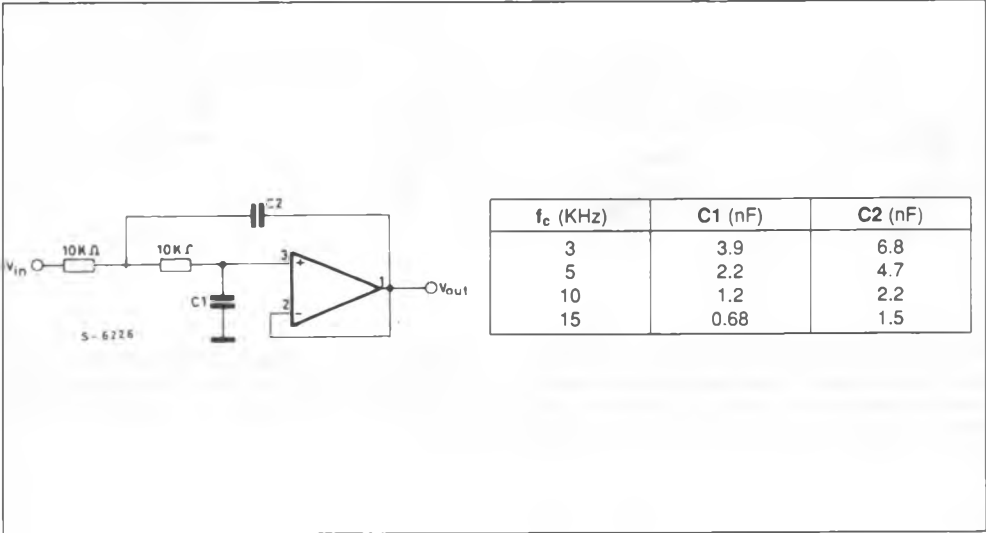 C2
10KΩ
10KΩ
Vin
3
+
1
Vout
C1
2
-
S-6226
fc (KHz) C1 (nF) C2 (nF)
3 3.9 6.8
5 2.2 4.7
10 1.2 2.2
15 0.68 1.5